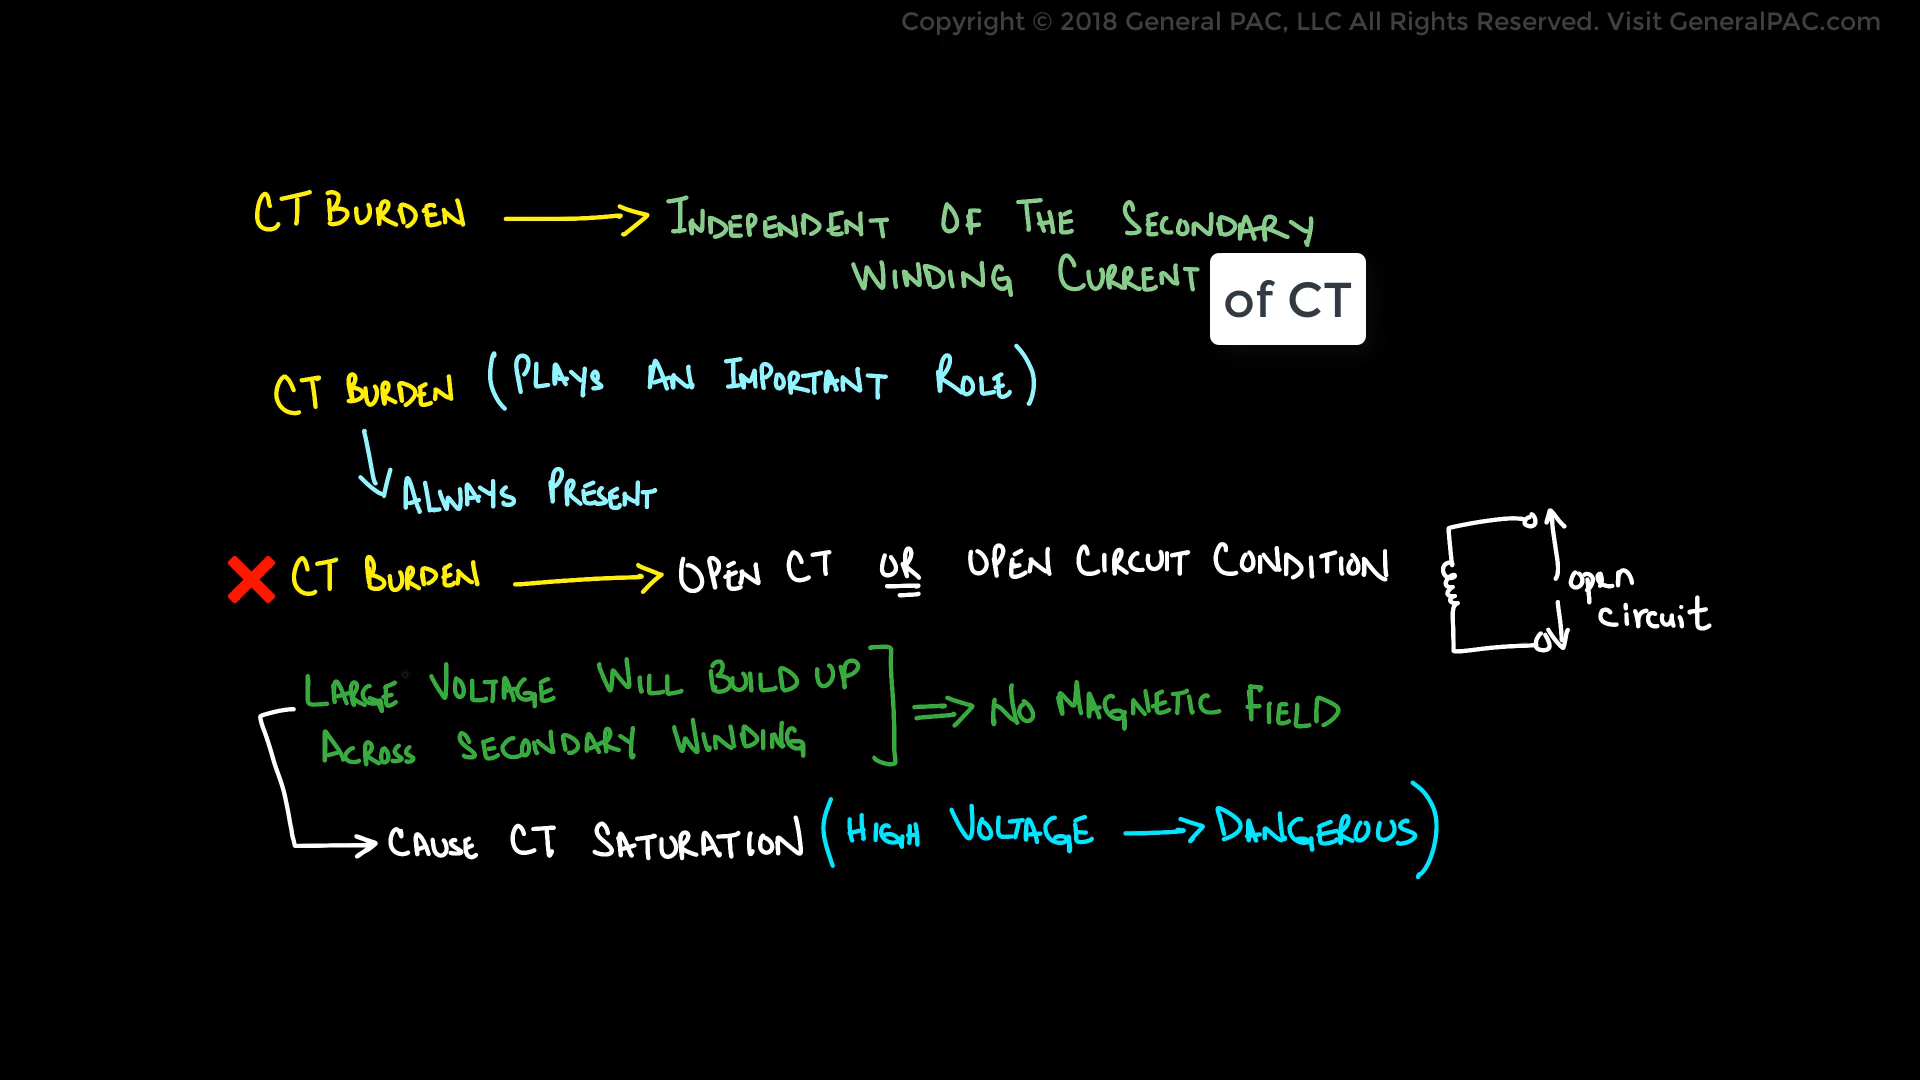 Copyright © 2018 General PAC, LLC All Rights Reserved. Visit GeneralPAC.com
CT BURDEN → INDEPENDENT OF THE SECONDARY
WINDING CURRENT of CT
CT BURDEN (PLAYS AN IMPORTANT ROLE)
ALWAYS PRESENT
❌ CT BURDEN → OPEN CT OR OPEN CIRCUIT CONDITION
open
circuit
LARGE VOLTAGE WILL BUILD UP
ACROSS SECONDARY WINDING ⇒ NO MAGNETIC FIELD
→ CAUSE CT SATURATION (HIGH VOLTAGE → DANGEROUS)